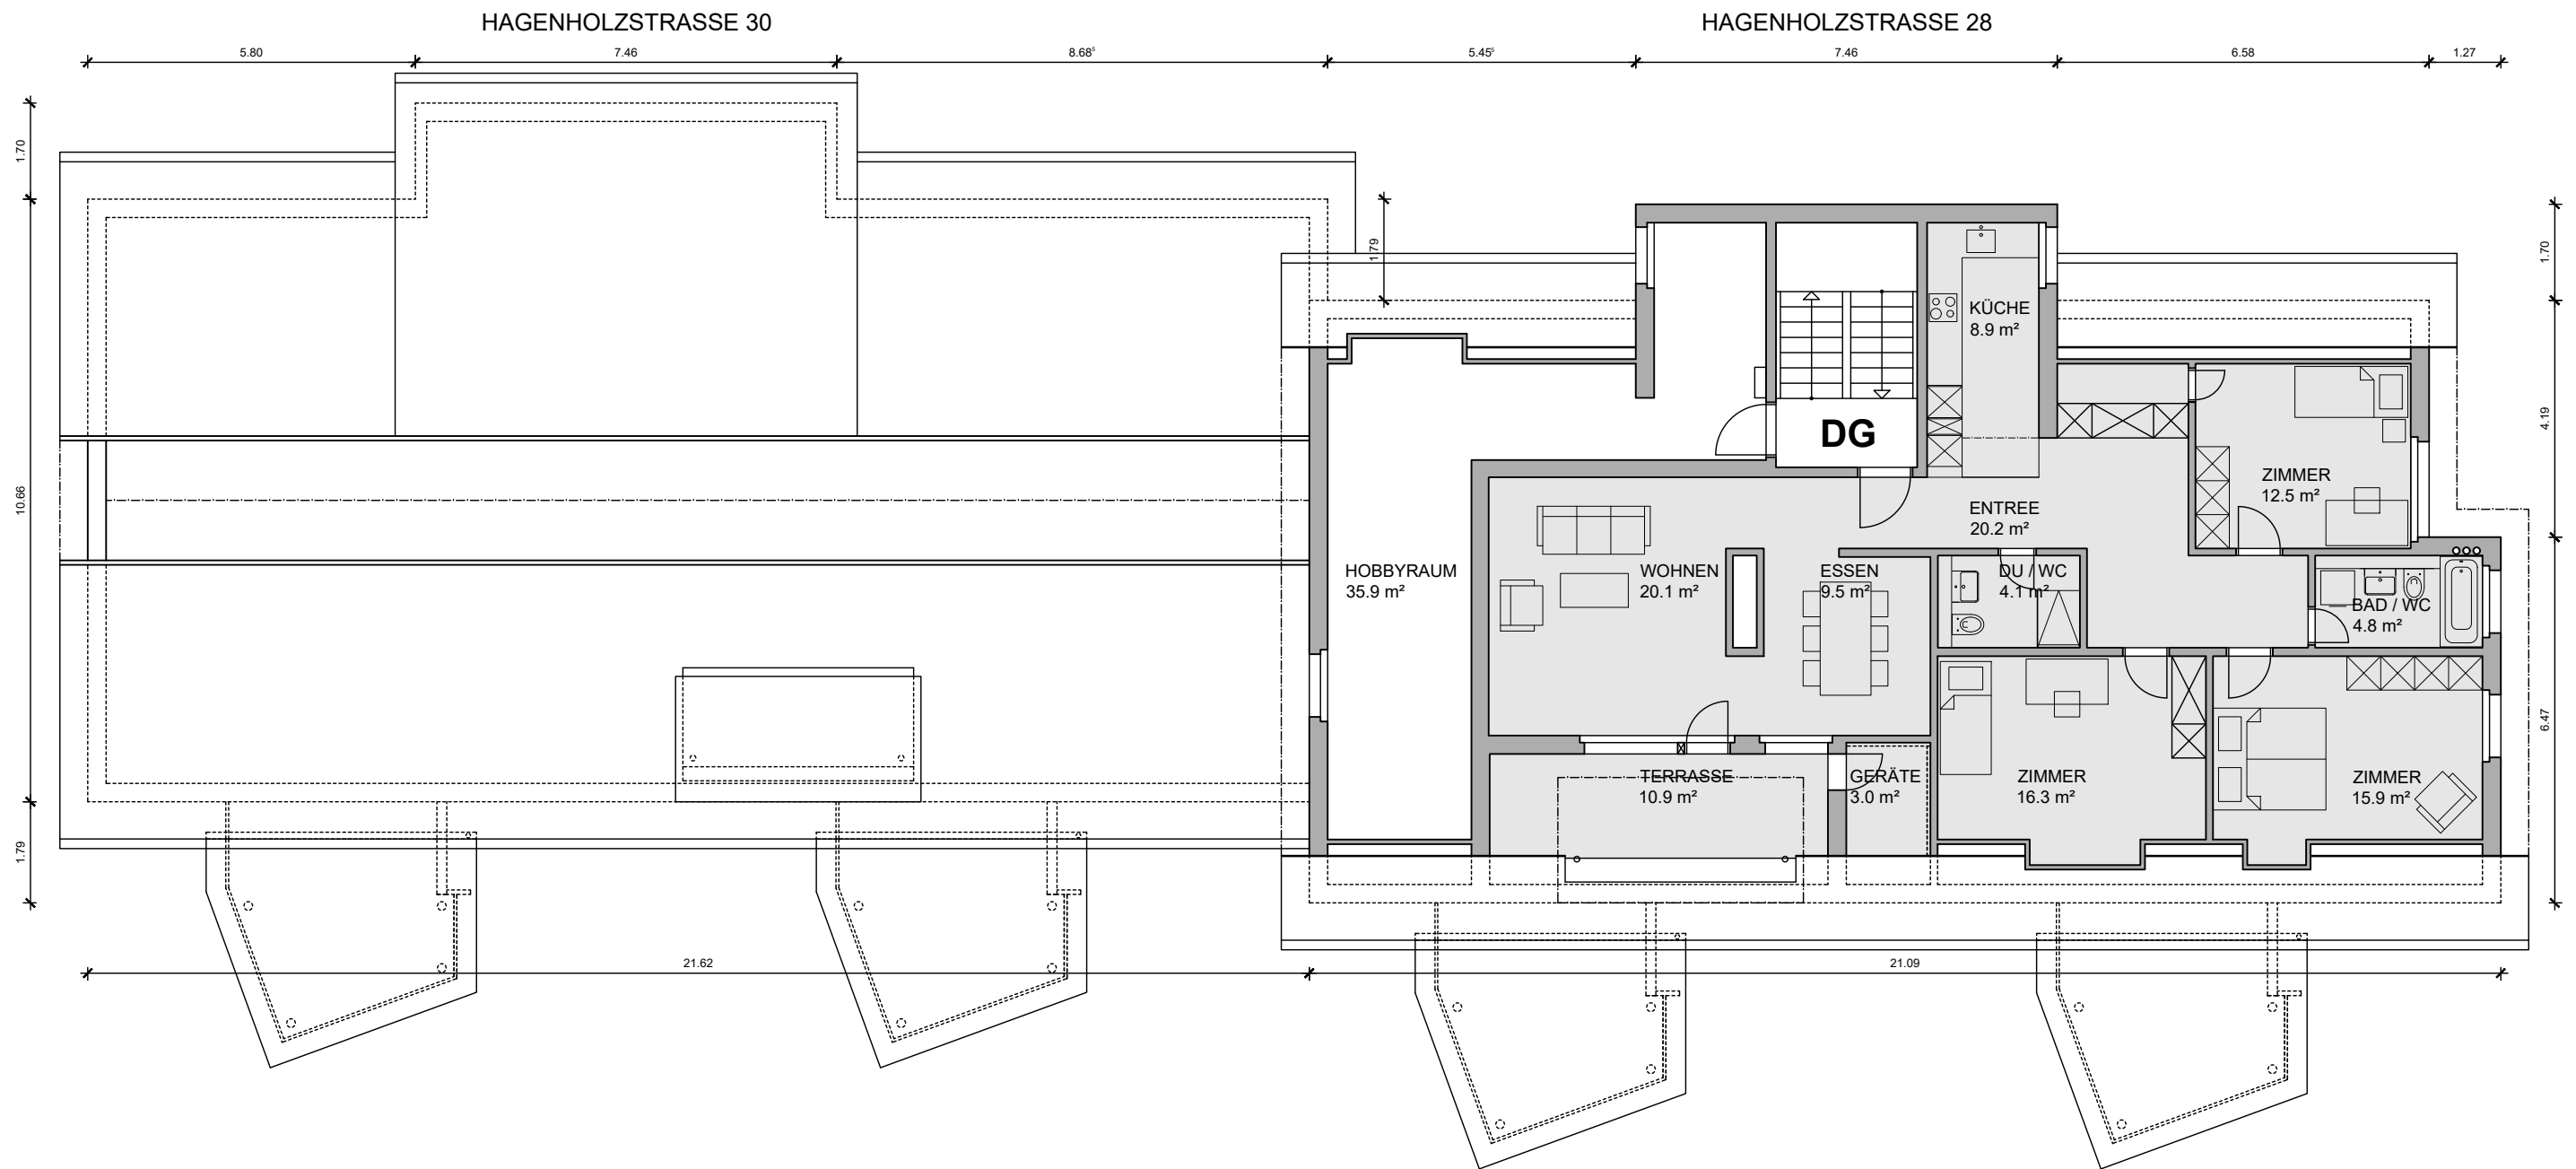 HAGENHOLZSTRASSE 30
HAGENHOLZSTRASSE 28
5.80
7.46
8.68⁵
5.45⁵
7.46
6.58
1.27
1.70
10.66
1.79
1.79
1.70
4.19
6.47
KÜCHE
8.9 m²
DG
ZIMMER
12.5 m²
ENTREE
20.2 m²
HOBBYRAUM
35.9 m²
WOHNEN
20.1 m²
ESSEN
9.5 m²
DU / WC
4.1 m²
BAD / WC
4.8 m²
TERRASSE
10.9 m²
GERÄTE
3.0 m²
ZIMMER
16.3 m²
ZIMMER
15.9 m²
21.62
21.09